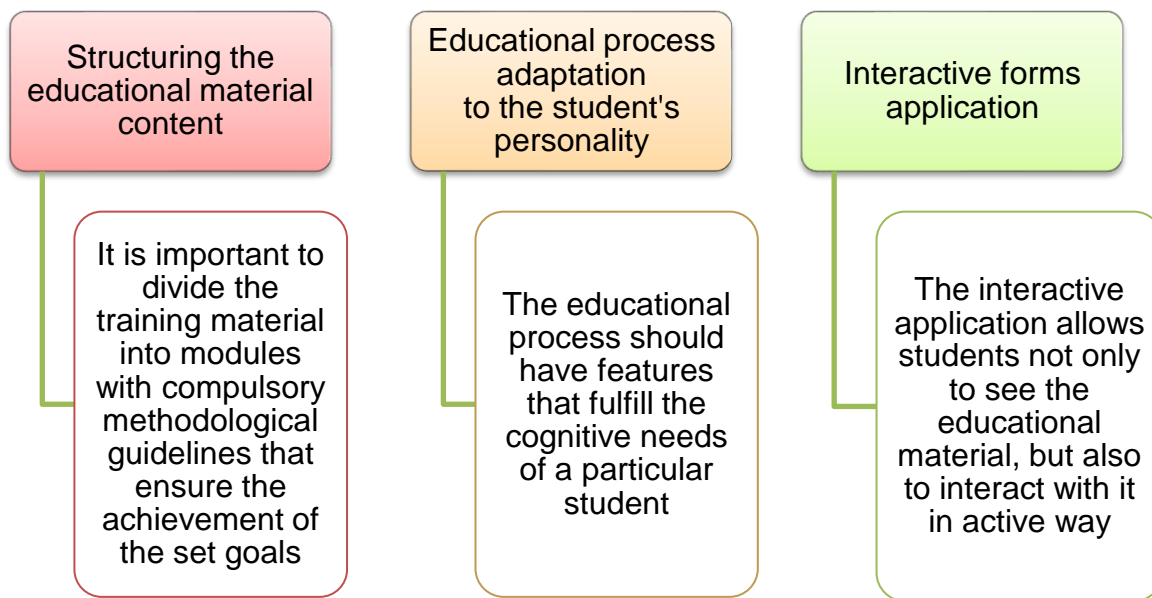 Structuring the
educational material
content
It is important to
divide the
training material
into modules
with compulsory
methodological
guidelines that
ensure the
achievement of
the set goals
Educational process
adaptation
to the student's
personality
The educational
process should
have features
that fulfill the
cognitive needs
of a particular
student
Interactive forms
application
The interactive
application allows
students not only
to see the
educational
material, but also
to interact with it
in active way